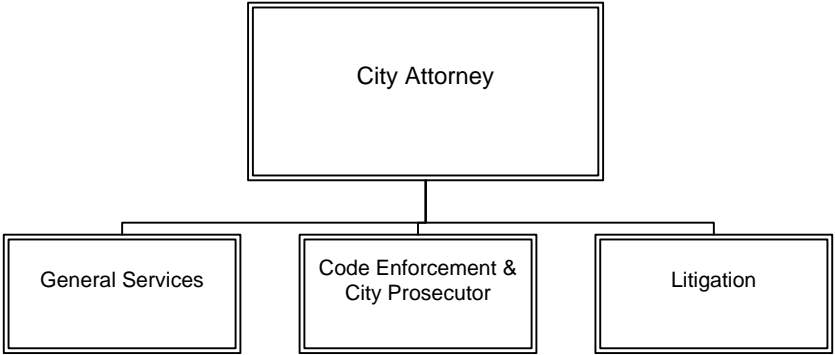 City Attorney
General Services
Code Enforcement &
City Prosecutor
Litigation